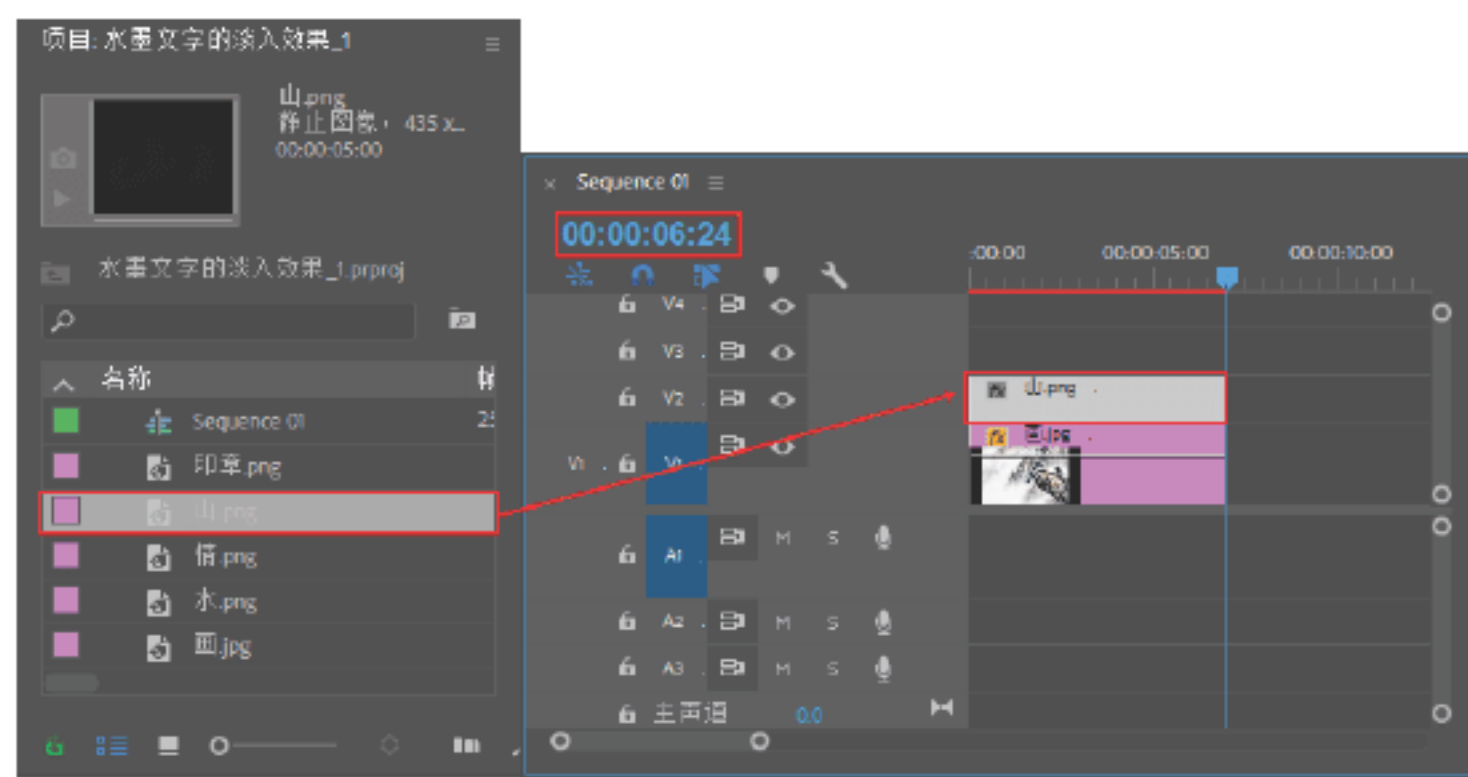 项目: 水墨文字的淡入效果_1
山.png
静止图像， 435 x...
00:00:05:00
水墨文字的淡入效果_1.prproj
名称
Sequence 01
印章.png
山.png
情.png
水.png
画.jpg
× Sequence 01
00:00:06:24
:00:00 00:00:05:00 00:00:10:00
V4
V3
V2 山.png
画.jpg
V1 V1
A1 M S
A2 M S
A3 M S
主声道 0.0